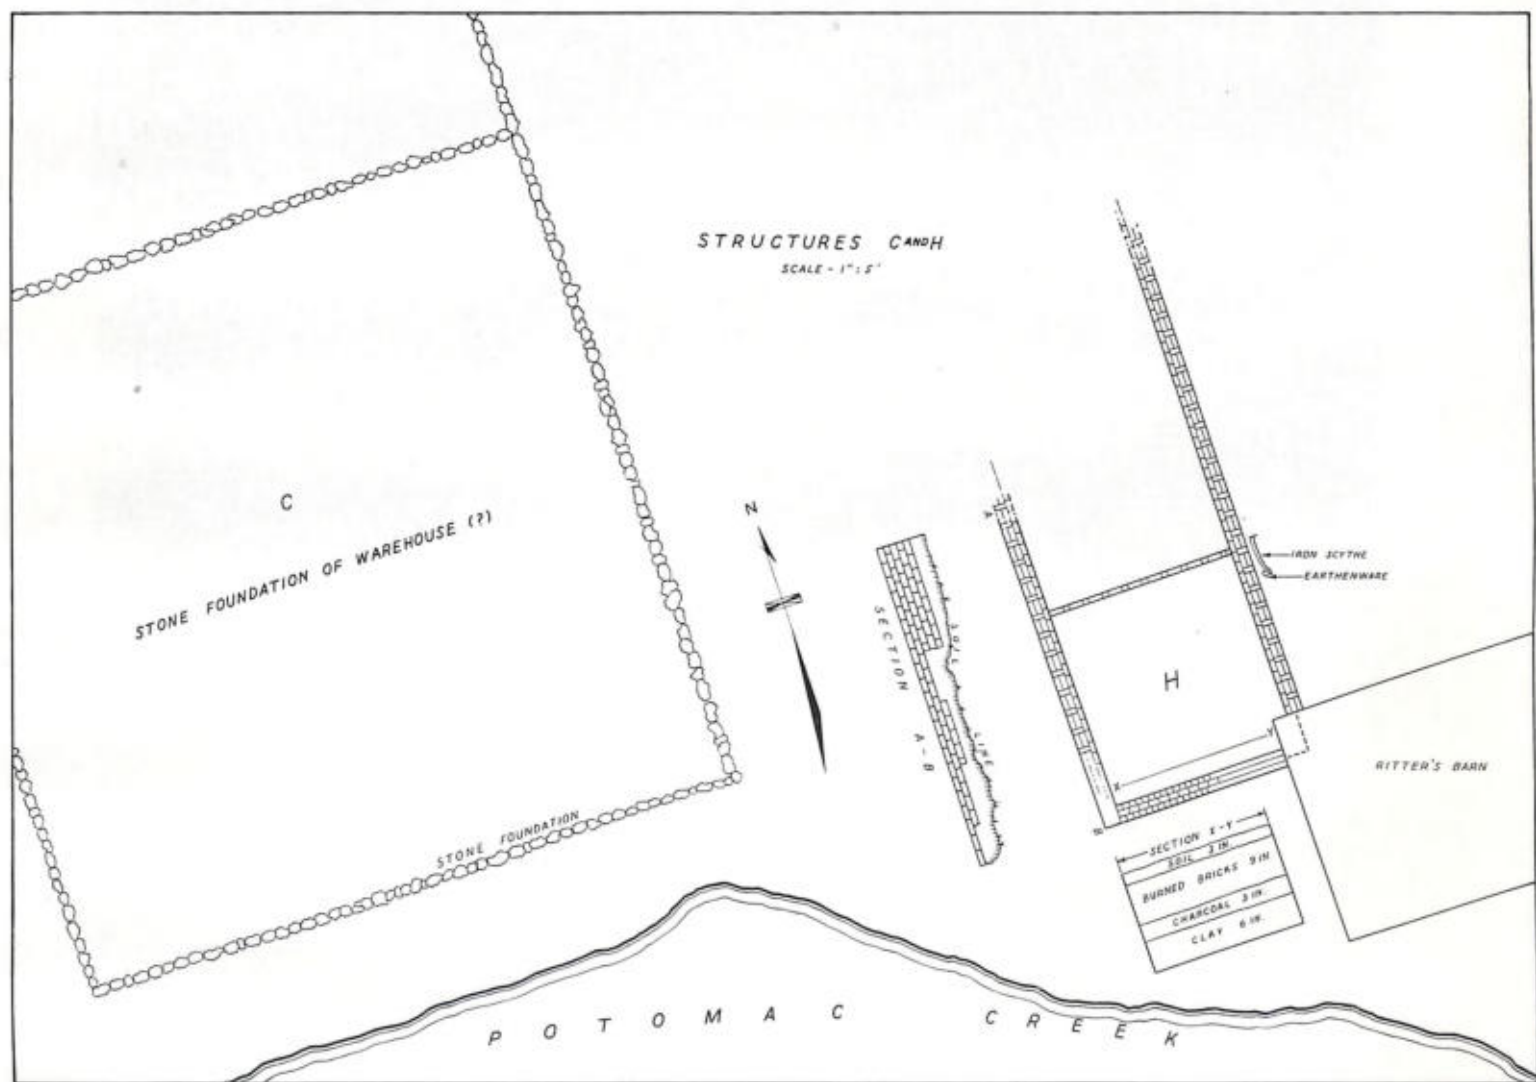 STRUCTURES C AND H
SCALE - 1" : 5'
C
STONE FOUNDATION OF WAREHOUSE (?)
N
A
IRON SCYTHE
EARTHENWARE
SECTION A-B
SOIL LINE
H
RITTER'S BARN
X
Y
B
STONE FOUNDATION
SECTION X-Y
SOIL 3 IN
BURNED BRICKS 9 IN
CHARCOAL 3 IN.
CLAY 6 IN.
POTOMAC CREEK